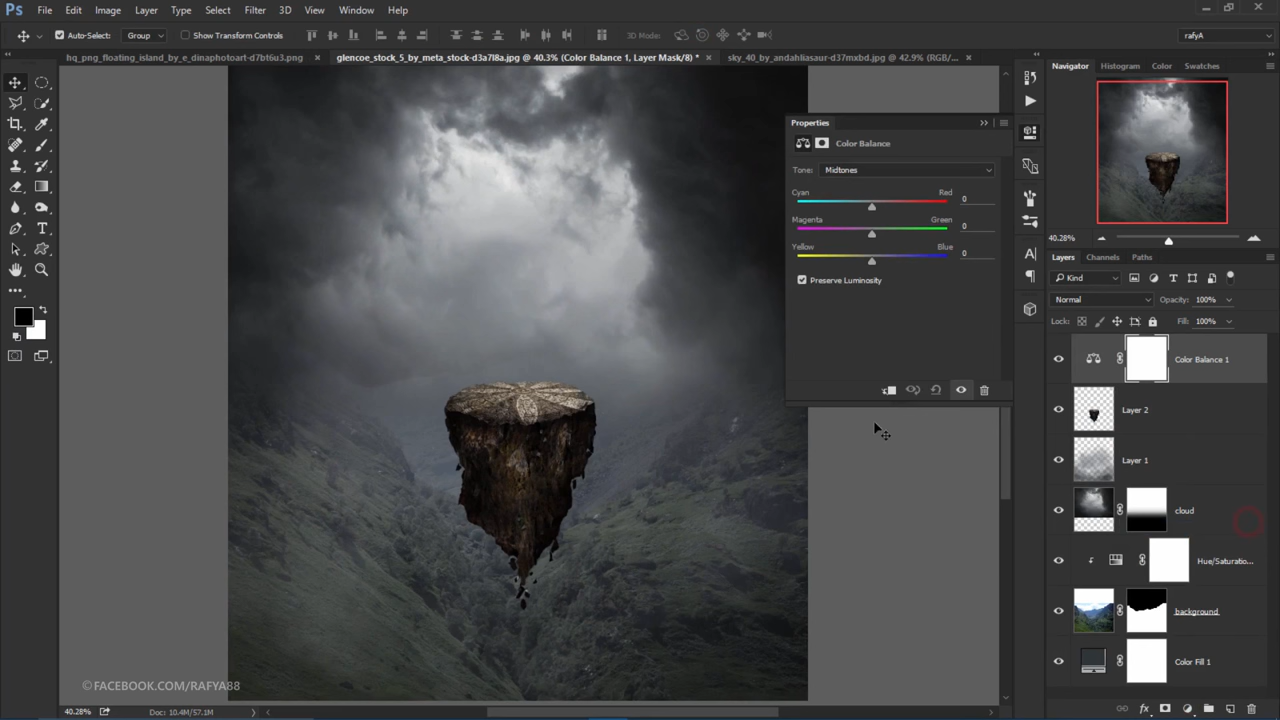 Ps File Edit Image Layer Type Select Filter 3D View Window Help
Auto-Select: Group Show Transform Controls 3D Mode: rafyA
hq_png_floating_island_by_e_dinaphotoart-d7bt6u3.png × glencoe_stock_5_by_meta_stock-d3a7l8a.jpg @ 40.3% (Color Balance 1, Layer Mask/8) * × sky_40_by_andahliasaur-d37mxbd.jpg @ 42.9% (RGB/... ×
Navigator Histogram Color Swatches
Properties
Color Balance
Tone: Midtones
Cyan Red 0
Magenta Green 0
Yellow Blue 0
Preserve Luminosity
40.28%
Layers Channels Paths
Kind
Normal Opacity: 100%
Lock: Fill: 100%
Color Balance 1
Layer 2
Layer 1
cloud
Hue/Saturatio...
background
Color Fill 1
fx
©FACEBOOK.COM/RAFYA88
40.28% Doc: 10.4M/57.1M